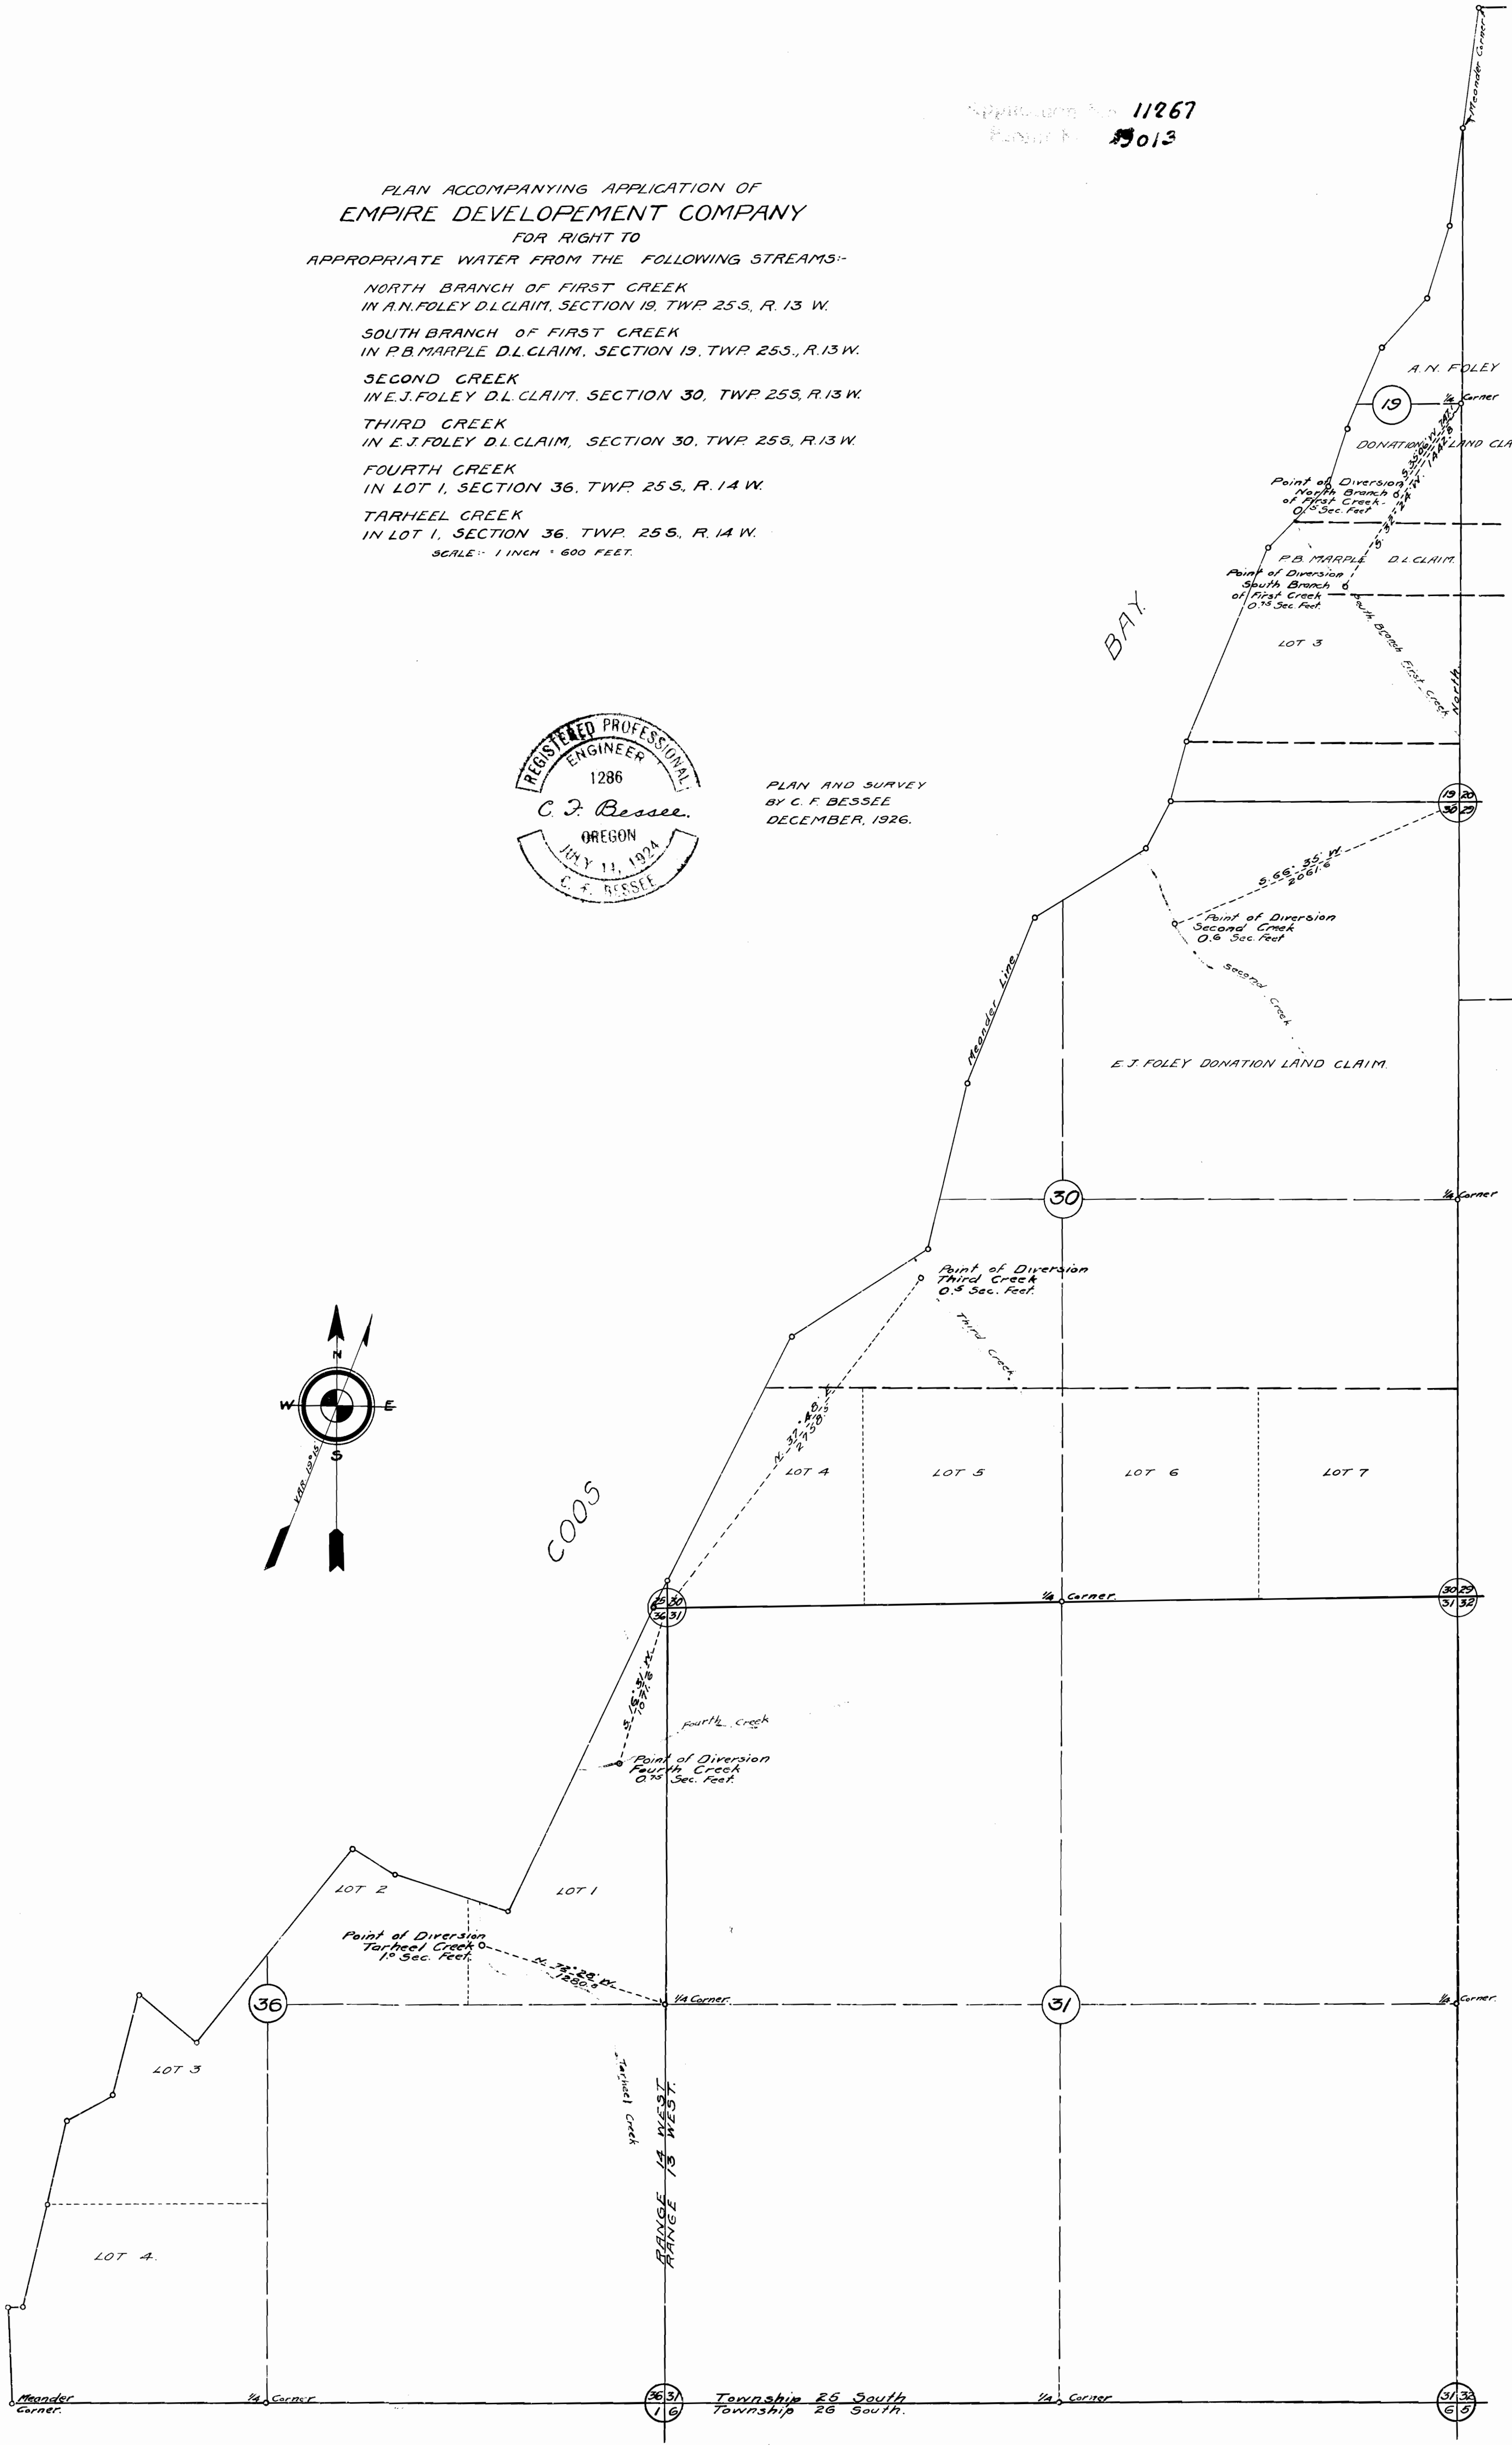 11267
PLAN ACCOMPANYING APPLICATION OF
EMPIRE DEVELOPEMENT COMPANY
FOR RIGHT TO
APPROPRIATE WATER FROM THE FOLLOWING STREAMS:-
NORTH BRANCH OF FIRST CREEK
IN A.N. FOLEY D.L. CLAIM, SECTION 19, TWP. 25 S., R. 13 W.
SOUTH BRANCH OF FIRST CREEK
IN P.B. MARPLE D.L. CLAIM, SECTION 19, TWP. 25 S., R. 13 W.
SECOND CREEK
IN E.J. FOLEY D.L. CLAIM, SECTION 30, TWP. 25 S, R. 13 W.
THIRD CREEK
IN E.J. FOLEY D.L. CLAIM, SECTION 30, TWP. 25 S, R. 13 W.
FOURTH CREEK
IN LOT 1, SECTION 36, TWP. 25 S., R. 14 W.
TARHEEL CREEK
IN LOT 1, SECTION 36, TWP. 25 S., R. 14 W.
SCALE:- 1 INCH = 600 FEET.
REGISTERED PROFESSIONAL
ENGINEER
1286
C. F. Bessee.
OREGON
JULY 11, 1924
C. F. BESSEE
PLAN AND SURVEY
BY C. F. BESSEE
DECEMBER, 1926.
Meander Corner
A.N. FOLEY
19
1/4 Corner
DONATION LAND CLA
Point of Diversion
North Branch
of First Creek-
0.5 Sec. Feet
P.B. MARPLE D.L. CLAIM.
Point of Diversion
South Branch
of First Creek
0.75 Sec. Feet.
South Branch First Creek
LOT 3
North.
BAY.
19 20
30 29
S. 66° 35' W.
2061.6
Point of Diversion
Second Creek
0.6 Sec. Feet
Second Creek
Meander Line
E.J. FOLEY DONATION LAND CLAIM.
30
1/4 Corner
Point of Diversion
Third Creek
0.5 Sec. Feet.
Third Creek
N
W E
S
VAR. 19°15'
LOT 4
LOT 5
LOT 6
LOT 7
COOS
25 30
36 31
1/4 Corner.
30 29
31 32
Fourth Creek
Point of Diversion
Fourth Creek
0.75 Sec. Feet.
LOT 2
LOT 1
Point of Diversion
Tarheel Creek
1.0 Sec. Feet.
N. 72° 28' W.
1280.5
36
1/4 Corner.
31
1/4 Corner.
LOT 3
Tarheel Creek
RANGE 14 WEST
RANGE 13 WEST.
LOT 4.
Meander
Corner.
1/4 Corner
36 31
1 6
Township 25 South
Township 26 South.
1/4 Corner
31 32
6 5